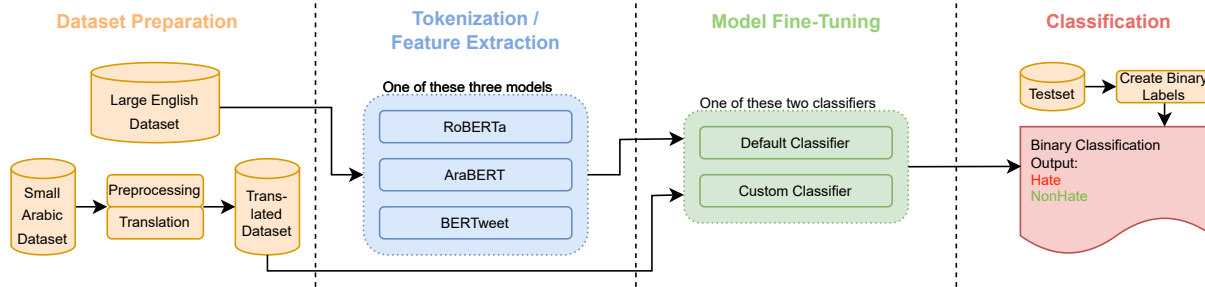 Dataset Preparation
Large English
Dataset
Small
Arabic
Dataset
Preprocessing
Translation
Trans-
lated
Dataset
Tokenization /
Feature Extraction
One of these three models
RoBERTa
AraBERT
BERTweet
Model Fine-Tuning
One of these two classifiers
Default Classifier
Custom Classifier
Classification
Testset
Create Binary
Labels
Binary Classification
Output:
Hate
NonHate